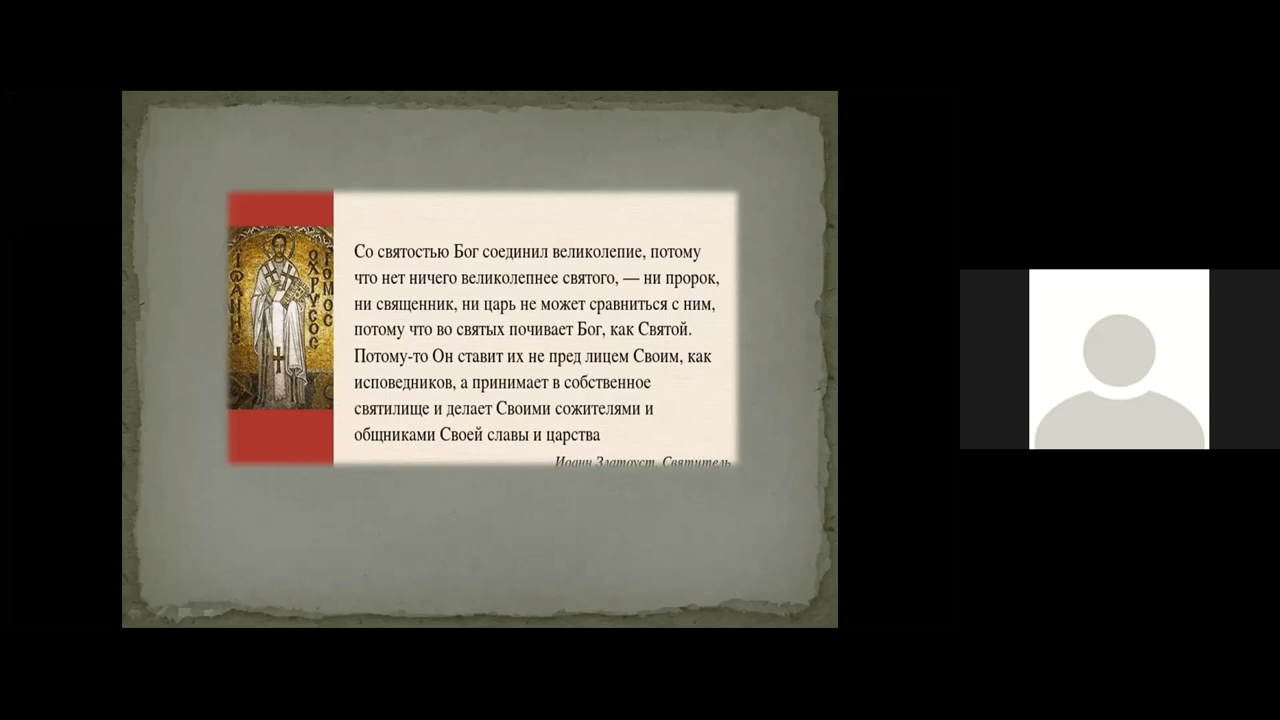 Со святостью Бог соединил великолепие, потому
что нет ничего великолепнее святого, — ни пророк,
ни священник, ни царь не может сравниться с ним,
потому что во святых почивает Бог, как Святой.
Потому-то Он ставит их не пред лицем Своим, как
исповедников, а принимает в собственное
святилище и делает Своими сожителями и
общниками Своей славы и царства
Иоанн Златоуст, Святитель